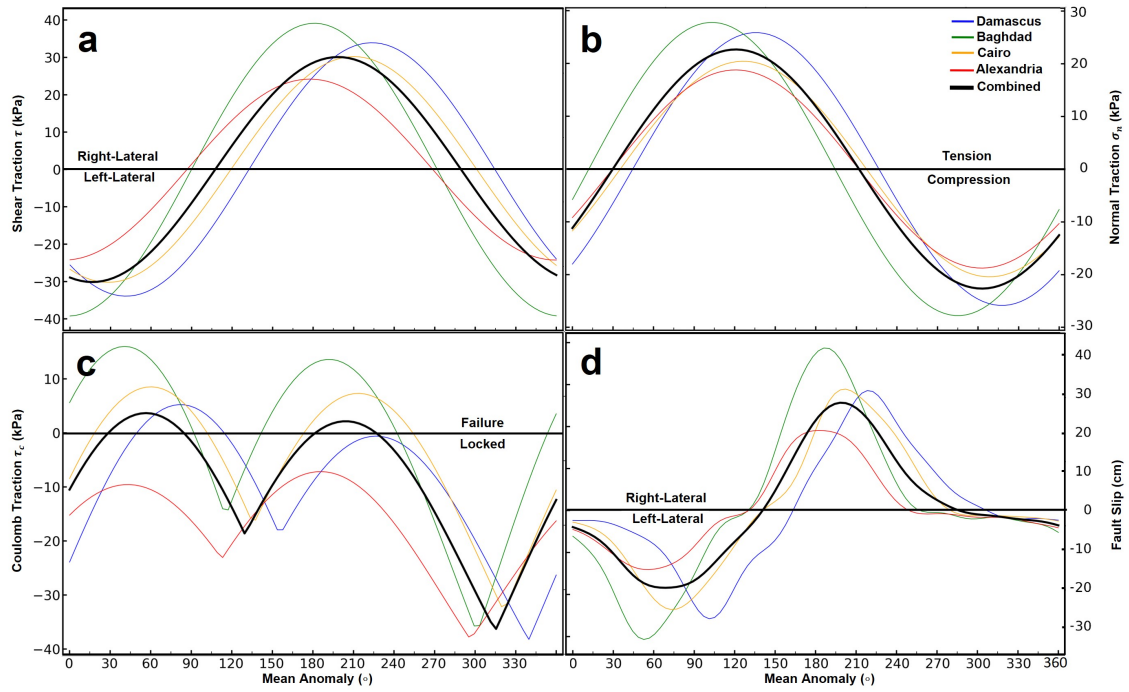 a
40
30
20
10
0
−10
−20
−30
−40
Shear Traction τ (kPa)
Right-Lateral
Left-Lateral
b
30
20
10
0
-10
-20
-30
Normal Traction σn (kPa)
Damascus
Baghdad
Cairo
Alexandria
Combined
Tension
Compression
c
10
0
−10
−20
−30
−40
Coulomb Traction τc (kPa)
Failure
Locked
0 30 60 90 120 150 180 210 240 270 300 330
Mean Anomaly (°)
d
40
30
20
10
0
-10
-20
-30
Fault Slip (cm)
Right-Lateral
Left-Lateral
0 30 60 90 120 150 180 210 240 270 300 330 360
Mean Anomaly (°)